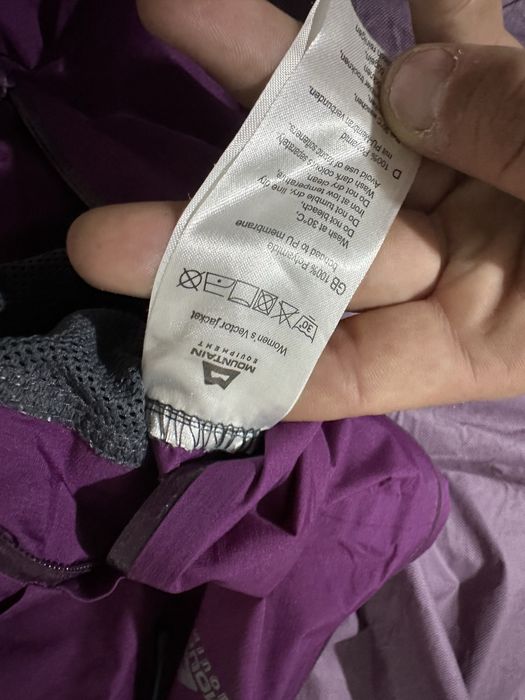 MOUNTAIN
EQUIPMENT
Women's Vector jacket
30°
GB 100% Polyamide
bonded to PU membrane
Wash at 30°C,
Do not bleach,
Do not tumble dry, line dry
Iron at low temperature,
Do not dry clean
Wash dark colors separately,
Avoid use of fabric softeners,
D 100% Polyamid
mit PU-Membran verbunden,